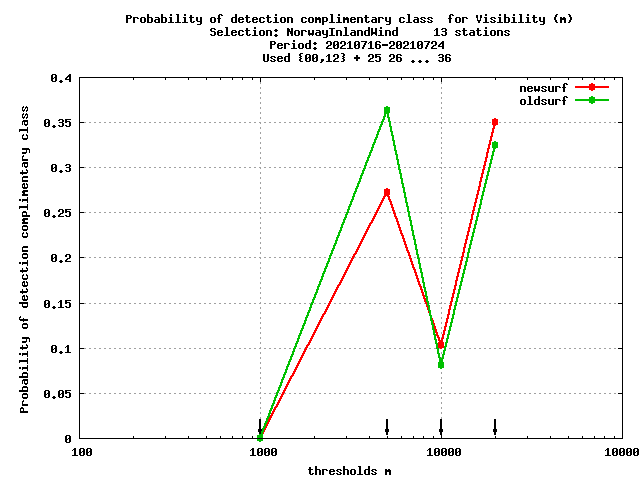 Probability of detection complimentary class  for Visibility (m)
Selection: NorwayInlandWind     13 stations
Period: 20210716-20210724
Used {00,12} + 25 26 ... 36
newsurf
oldsurf
Probability of detection complimentary class
0.4
0.35
0.3
0.25
0.2
0.15
0.1
0.05
0
100 1000 10000 10000
thresholds m